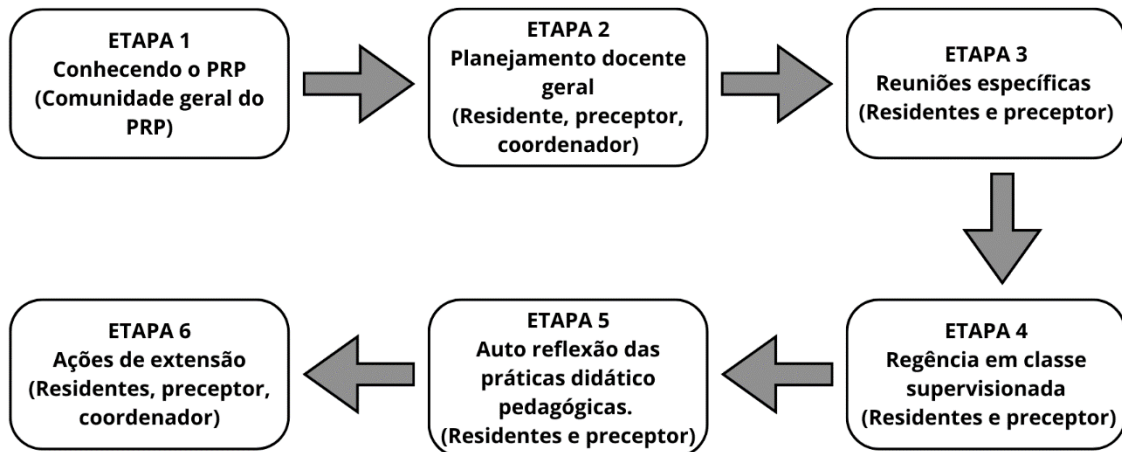 ETAPA 1
Conhecendo o PRP
(Comunidade geral do
PRP)
ETAPA 2
Planejamento docente
geral
(Residente, preceptor,
coordenador)
ETAPA 3
Reuniões específicas
(Residentes e preceptor)
ETAPA 4
Regência em classe
supervisionada
(Residentes e preceptor)
ETAPA 5
Auto reflexão das
práticas didático
pedagógicas.
(Residentes e preceptor)
ETAPA 6
Ações de extensão
(Residentes, preceptor,
coordenador)